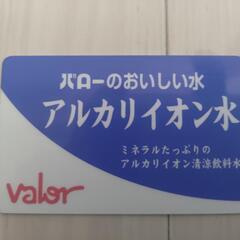 バローのおいしい水
アルカリイオン水
ミネラルたっぷりの
アルカリイオン清涼飲料水
valor